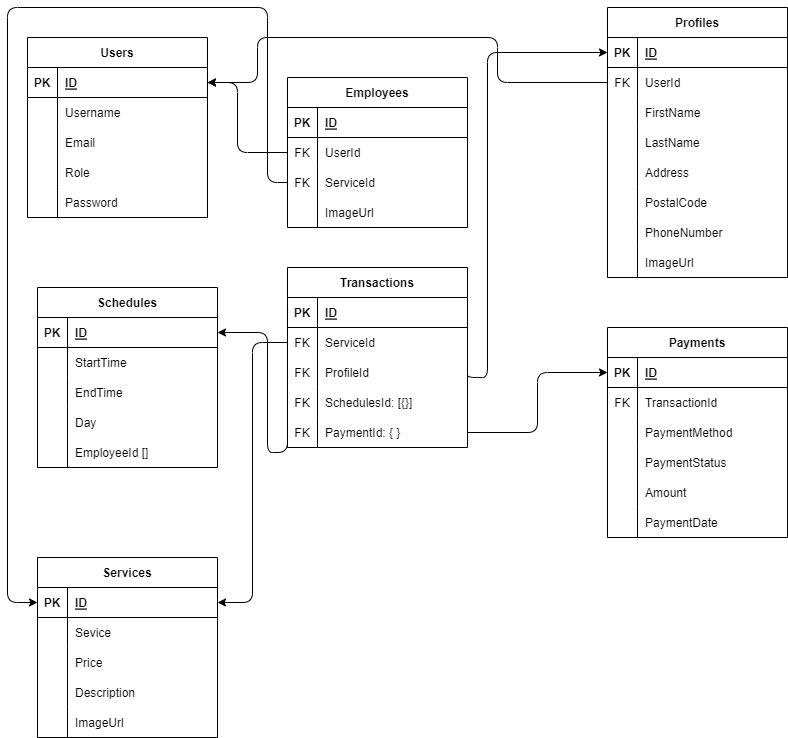 Users
PK ID
Username
Email
Role
Password
Employees
PK ID
FK UserId
FK ServiceId
ImageUrl
Profiles
PK ID
FK UserId
FirstName
LastName
Address
PostalCode
PhoneNumber
ImageUrl
Schedules
PK ID
StartTime
EndTime
Day
EmployeeId []
Transactions
PK ID
FK ServiceId
FK ProfileId
FK SchedulesId: [{}]
FK PaymentId: { }
Payments
PK ID
FK TransactionId
PaymentMethod
PaymentStatus
Amount
PaymentDate
Services
PK ID
Sevice
Price
Description
ImageUrl